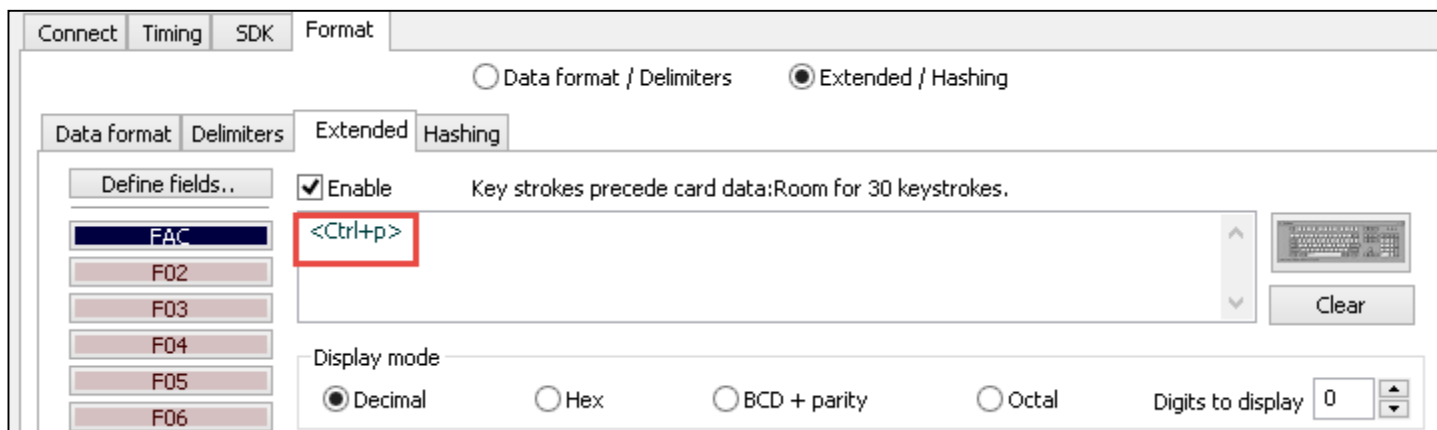 Connect Timing SDK Format
Data format / Delimiters Extended / Hashing
Data format Delimiters Extended Hashing
Define fields.. Enable Key strokes precede card data:Room for 30 keystrokes.
FAC <Ctrl+p>
F02
F03 Clear
F04
Display mode
F05 Decimal Hex BCD + parity Octal Digits to display 0
F06